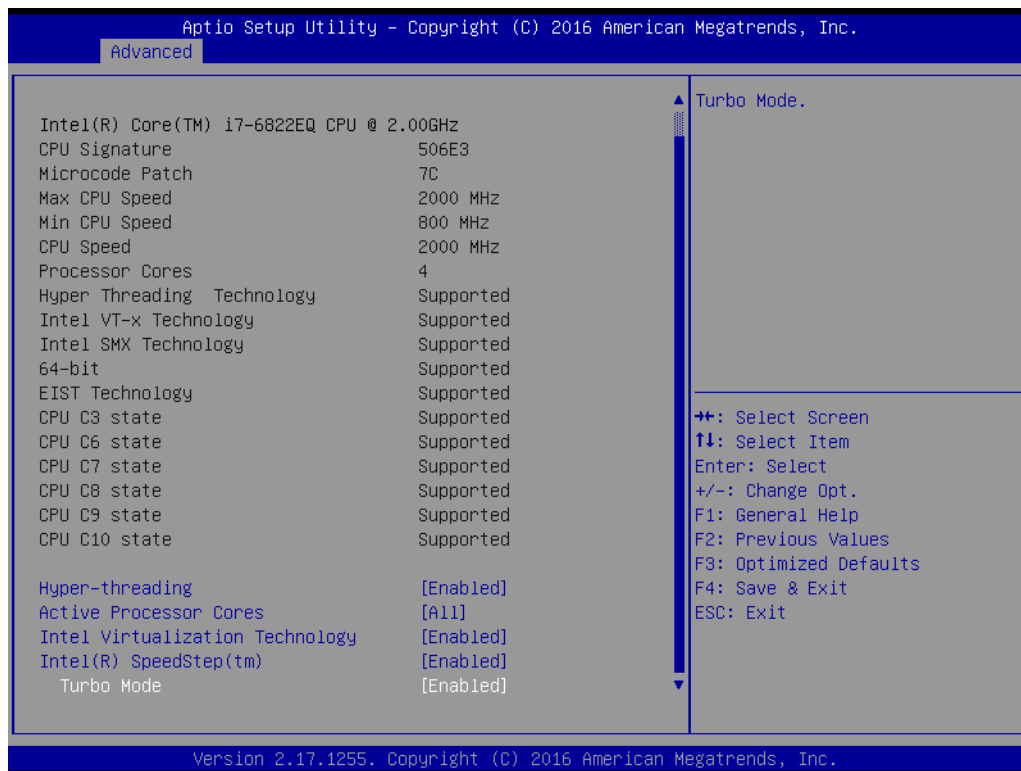 Aptio Setup Utility – Copyright (C) 2016 American Megatrends, Inc.
Advanced
Intel(R) Core(TM) i7-6822EQ CPU @ 2.00GHz
CPU Signature 506E3
Microcode Patch 7C
Max CPU Speed 2000 MHz
Min CPU Speed 800 MHz
CPU Speed 2000 MHz
Processor Cores 4
Hyper Threading  Technology Supported
Intel VT-x Technology Supported
Intel SMX Technology Supported
64-bit Supported
EIST Technology Supported
CPU C3 state Supported
CPU C6 state Supported
CPU C7 state Supported
CPU C8 state Supported
CPU C9 state Supported
CPU C10 state Supported
Hyper-threading [Enabled]
Active Processor Cores [All]
Intel Virtualization Technology [Enabled]
Intel(R) SpeedStep(tm) [Enabled]
Turbo Mode [Enabled]
Turbo Mode.
→←: Select Screen
↑↓: Select Item
Enter: Select
+/-: Change Opt.
F1: General Help
F2: Previous Values
F3: Optimized Defaults
F4: Save & Exit
ESC: Exit
Version 2.17.1255. Copyright (C) 2016 American Megatrends, Inc.